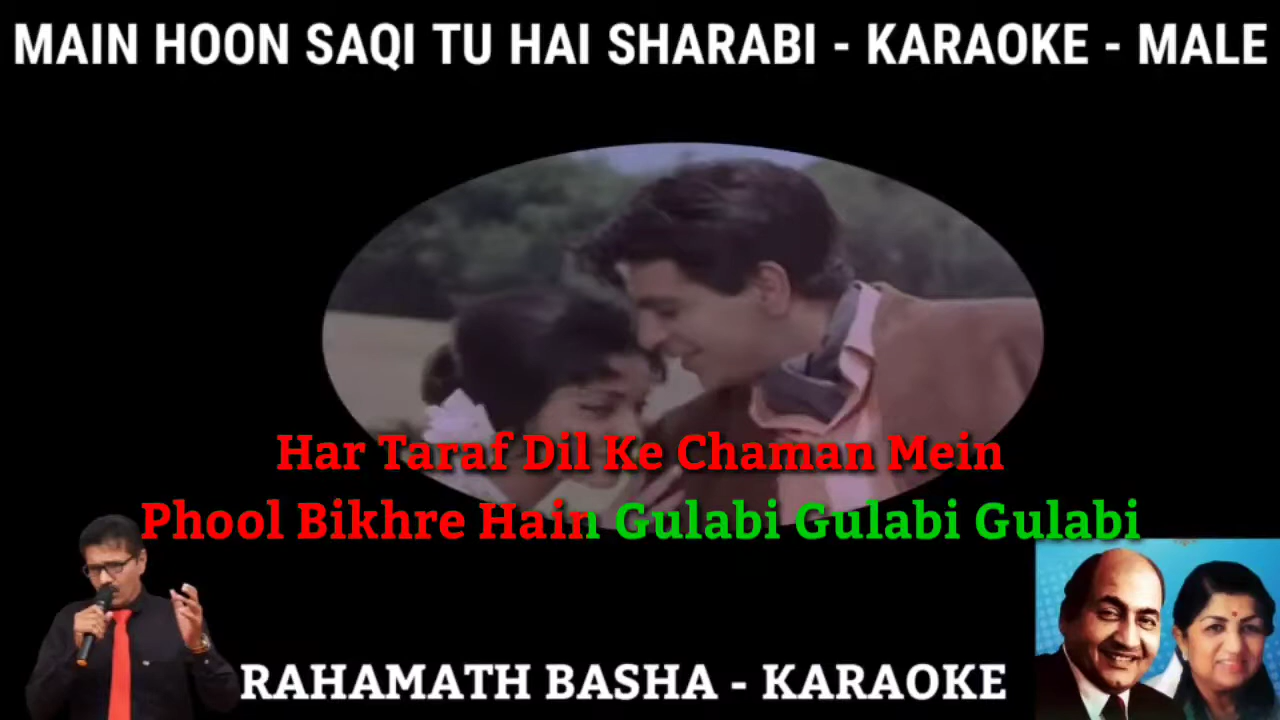 MAIN HOON SAQI TU HAI SHARABI - KARAOKE - MALE
Har Taraf Dil Ke Chaman Mein
Phool Bikhre Hain Gulabi Gulabi Gulabi
RAHAMATH BASHA - KARAOKE